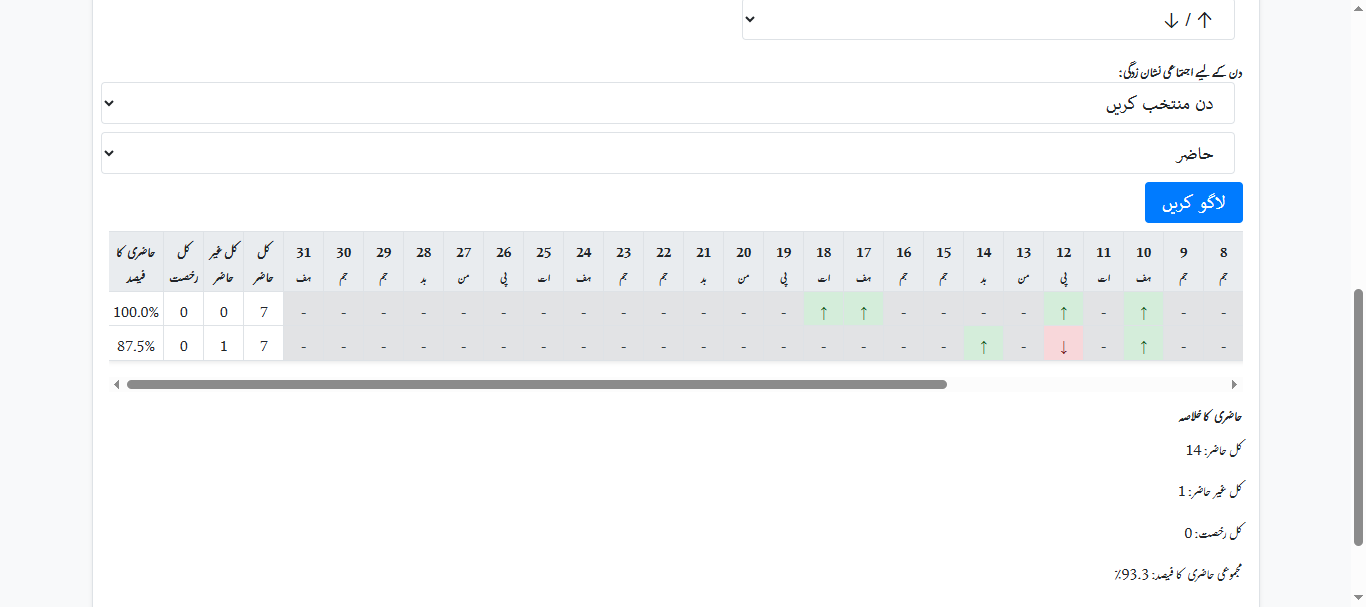 ↑ / ↓
دن کے لیے اجتماعی نشان زدگی:
دن منتخب کریں
حاضر
لاگو کریں
8 9 10 11 12 13 14 15 16 17 18 19 20 21 22 23 24 25 26 27 28 29 30 31 کل حاضر کل غیر حاضر کل رخصت حاضری کا فیصد
جم جم ہف ات پی من بد جم جم ہف ات پی من بد جم جم ہف ات پی من بد جم جم ہف
- - ↑ - ↑ - - - - ↑ ↑ - - - - - - - - - - - - - 7 0 0 100.0%
- - ↑ - ↓ - ↑ - - - - - - - - - - - - - - - - - 7 1 0 87.5%
حاضری کا خلاصہ
کل حاضر: 14
کل غیر حاضر: 1
کل رخصت: 0
مجموعی حاضری کا فیصد: 93.3٪